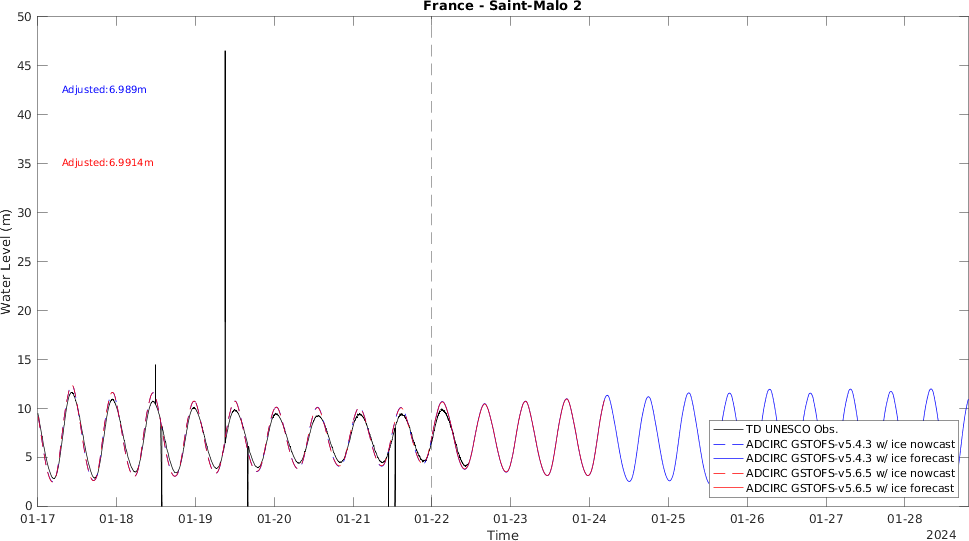 France - Saint-Malo 2
50
45
40
35
30
25
20
15
10
5
0
Water Level (m)
Adjusted:6.989m
Adjusted:6.9914m
TD UNESCO Obs.
ADCIRC GSTOFS-v5.4.3 w/ ice nowcast
ADCIRC GSTOFS-v5.4.3 w/ ice forecast
ADCIRC GSTOFS-v5.6.5 w/ ice nowcast
ADCIRC GSTOFS-v5.6.5 w/ ice forecast
01-17 01-18 01-19 01-20 01-21 01-22 01-23 01-24 01-25 01-26 01-27 01-28
Time
2024